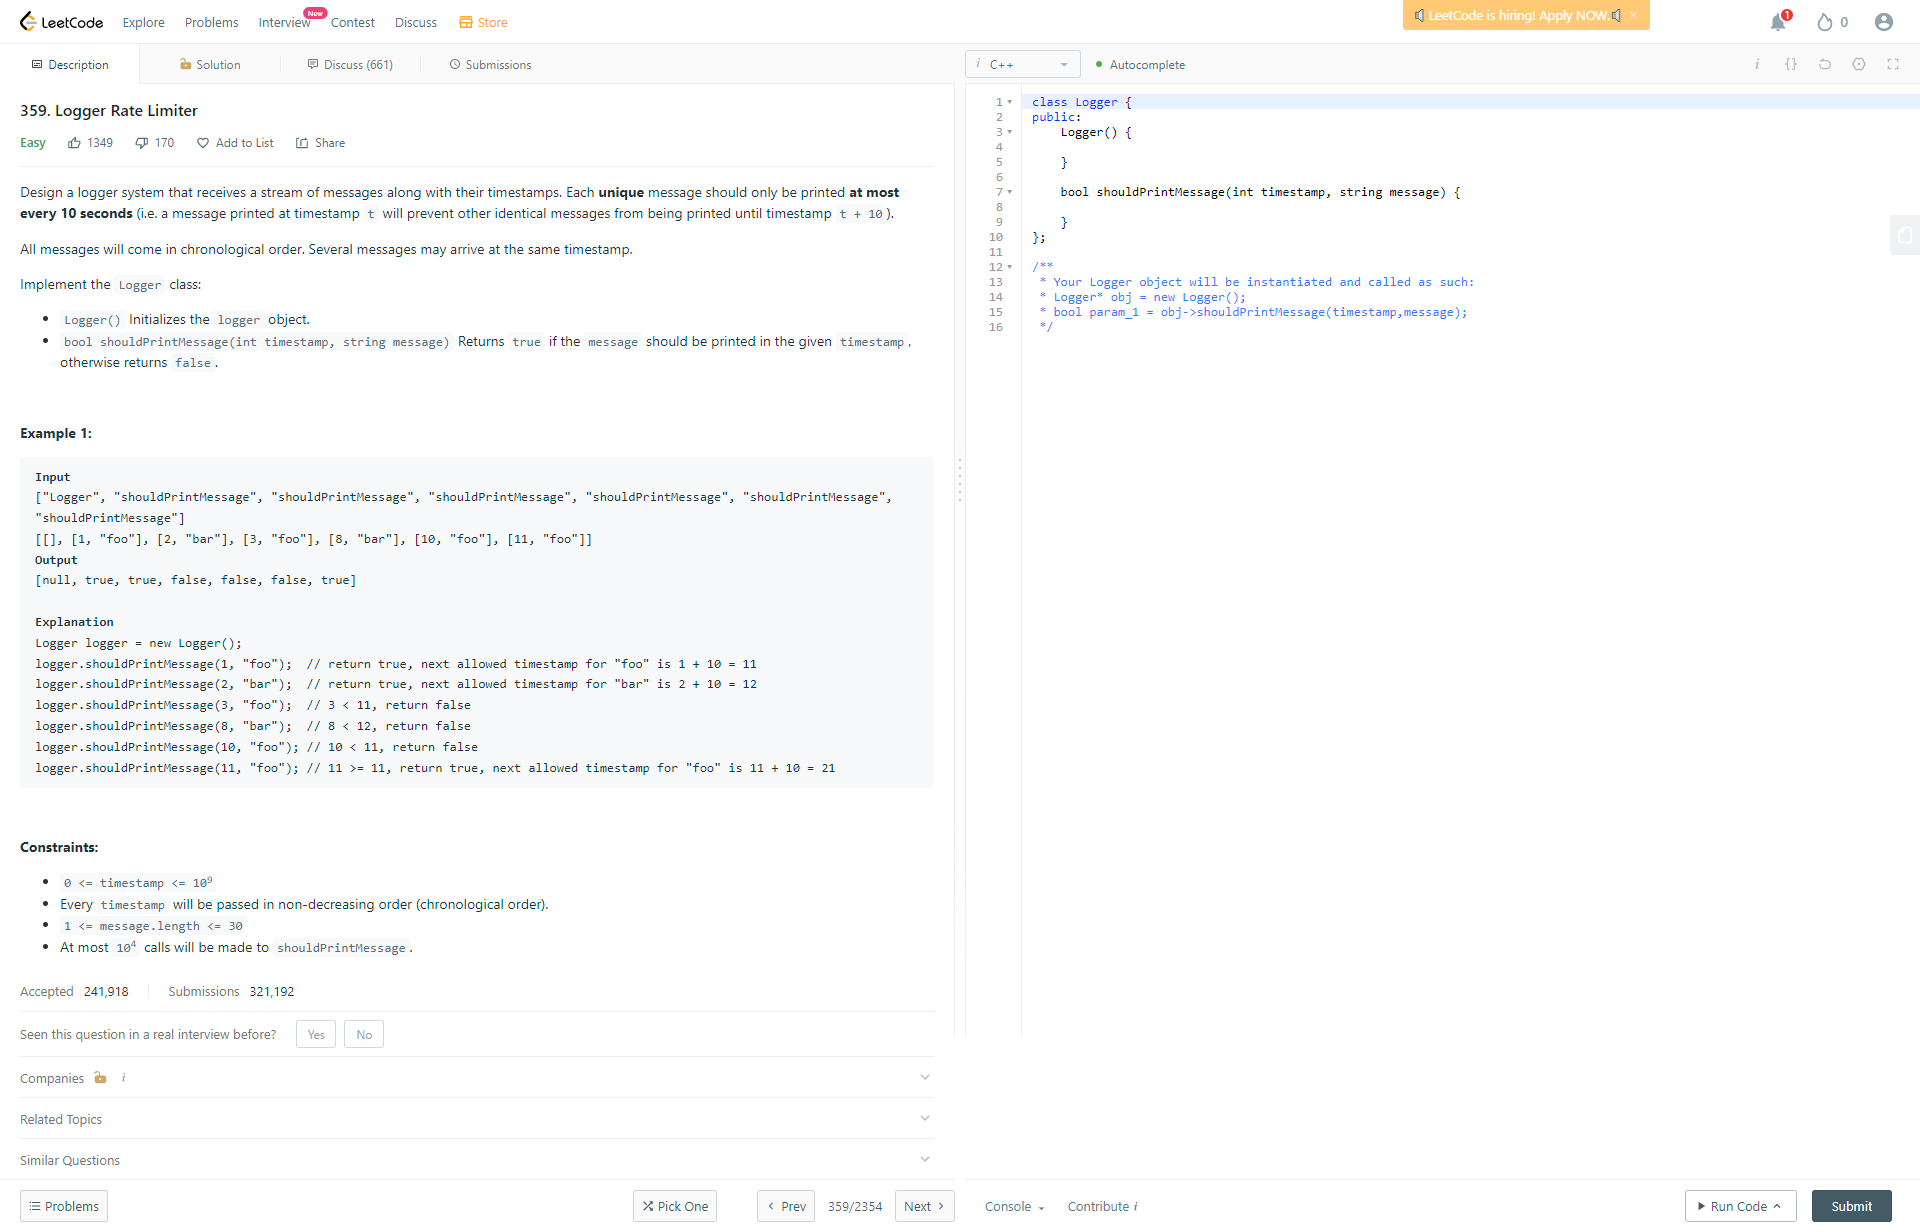 LeetCode Explore Problems Interview New Contest Discuss Store LeetCode is hiring! Apply NOW. × 1 0
Description Solution Discuss (661) Submissions i C++ Autocomplete i {}
359. Logger Rate Limiter
Easy 1349 170 Add to List Share
Design a logger system that receives a stream of messages along with their timestamps. Each unique message should only be printed at most
every 10 seconds (i.e. a message printed at timestamp t will prevent other identical messages from being printed until timestamp t + 10 ).
All messages will come in chronological order. Several messages may arrive at the same timestamp.
Implement the Logger class:
• Logger() Initializes the logger object.
• bool shouldPrintMessage(int timestamp, string message) Returns true if the message should be printed in the given timestamp ,
otherwise returns false .
Example 1:
Input
["Logger", "shouldPrintMessage", "shouldPrintMessage", "shouldPrintMessage", "shouldPrintMessage", "shouldPrintMessage",
"shouldPrintMessage"]
[[], [1, "foo"], [2, "bar"], [3, "foo"], [8, "bar"], [10, "foo"], [11, "foo"]]
Output
[null, true, true, false, false, false, true]
Explanation
Logger logger = new Logger();
logger.shouldPrintMessage(1, "foo");  // return true, next allowed timestamp for "foo" is 1 + 10 = 11
logger.shouldPrintMessage(2, "bar");  // return true, next allowed timestamp for "bar" is 2 + 10 = 12
logger.shouldPrintMessage(3, "foo");  // 3 < 11, return false
logger.shouldPrintMessage(8, "bar");  // 8 < 12, return false
logger.shouldPrintMessage(10, "foo"); // 10 < 11, return false
logger.shouldPrintMessage(11, "foo"); // 11 >= 11, return true, next allowed timestamp for "foo" is 11 + 10 = 21
Constraints:
• 0 <= timestamp <= 10⁹
• Every timestamp will be passed in non-decreasing order (chronological order).
• 1 <= message.length <= 30
• At most 10⁴ calls will be made to shouldPrintMessage .
Accepted 241,918 Submissions 321,192
Seen this question in a real interview before? Yes No
Companies i
Related Topics
Similar Questions
Problems Pick One < Prev 359/2354 Next >
1 class Logger {
2 public:
3     Logger() {
4
5     }
6
7     bool shouldPrintMessage(int timestamp, string message) {
8
9     }
10 };
11
12 /**
13  * Your Logger object will be instantiated and called as such:
14  * Logger* obj = new Logger();
15  * bool param_1 = obj->shouldPrintMessage(timestamp,message);
16  */
Console Contribute i Run Code Submit